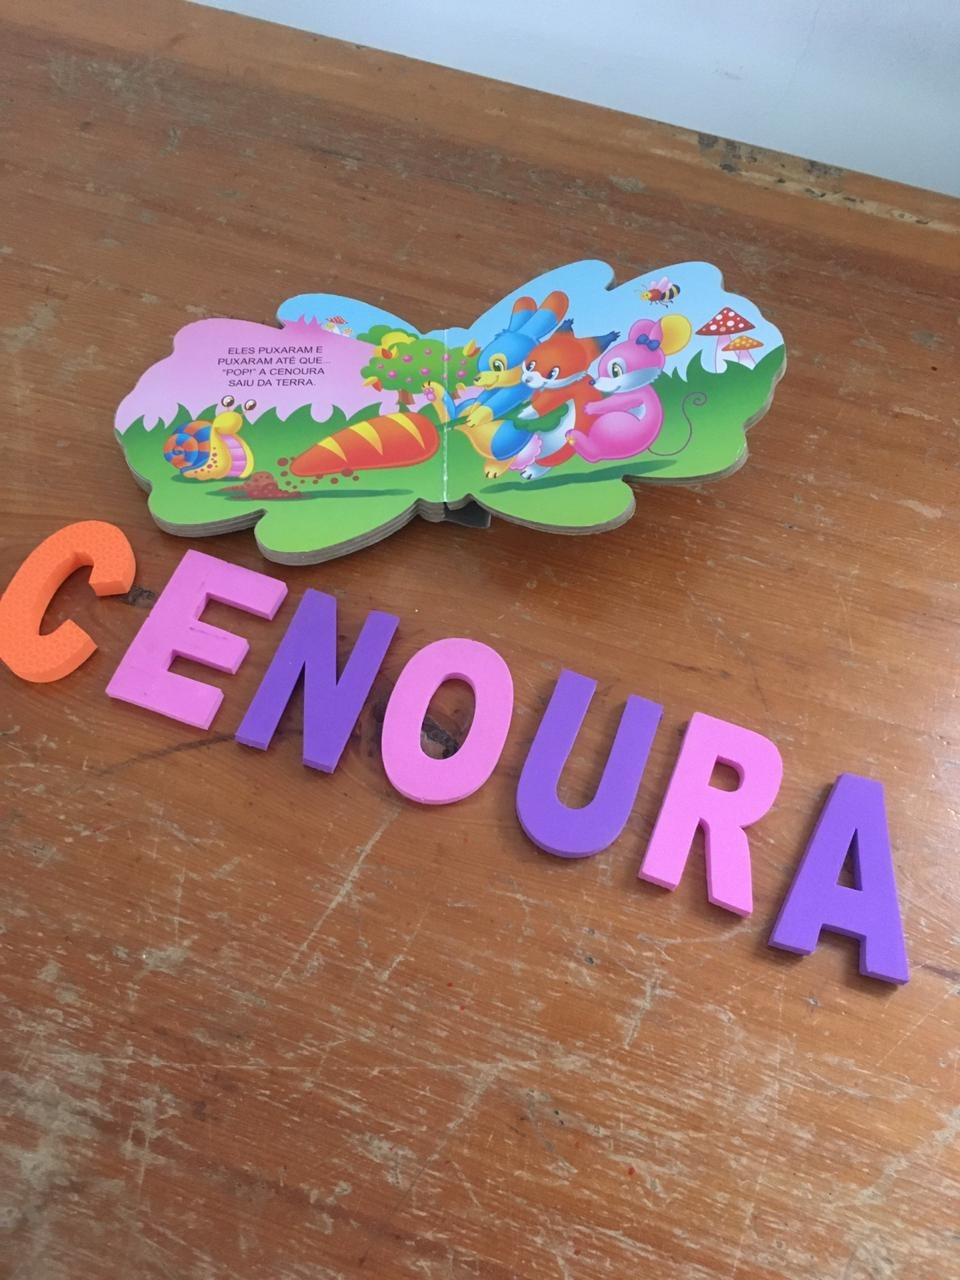 ELES PUXARAM E
PUXARAM ATÉ QUE...
"POP!" A CENOURA
SAIU DA TERRA.
CENOURA